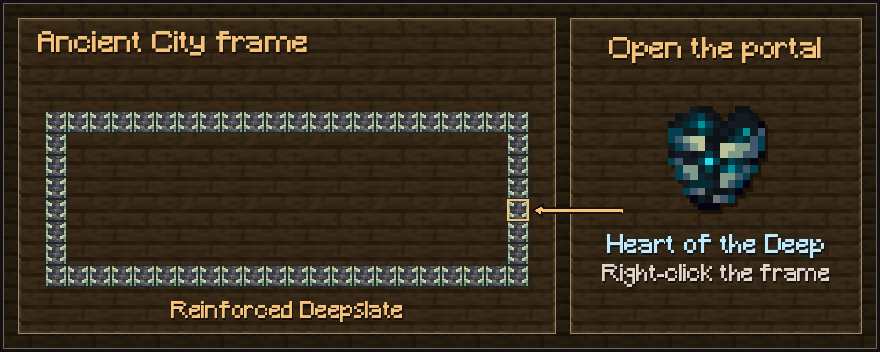 Ancient City frame
Open the portal
Heart of the Deep
Right-click the frame
Reinforced Deepslate